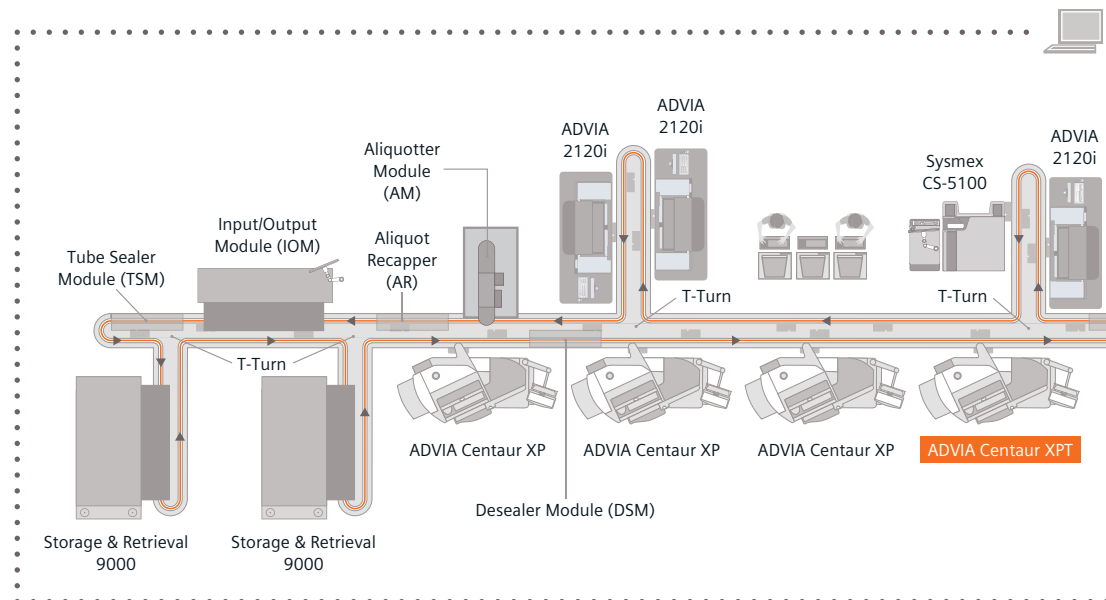 ADVIA
2120i
ADVIA
2120i
ADVIA
2120i
Aliquotter
Module
(AM)
Sysmex
CS-5100
Input/Output
Module (IOM)
Aliquot
Recapper
(AR)
Tube Sealer
Module (TSM)
T-Turn
T-Turn
T-Turn
ADVIA Centaur XP
ADVIA Centaur XP
ADVIA Centaur XP
ADVIA Centaur XPT
Desealer Module (DSM)
Storage & Retrieval
9000
Storage & Retrieval
9000